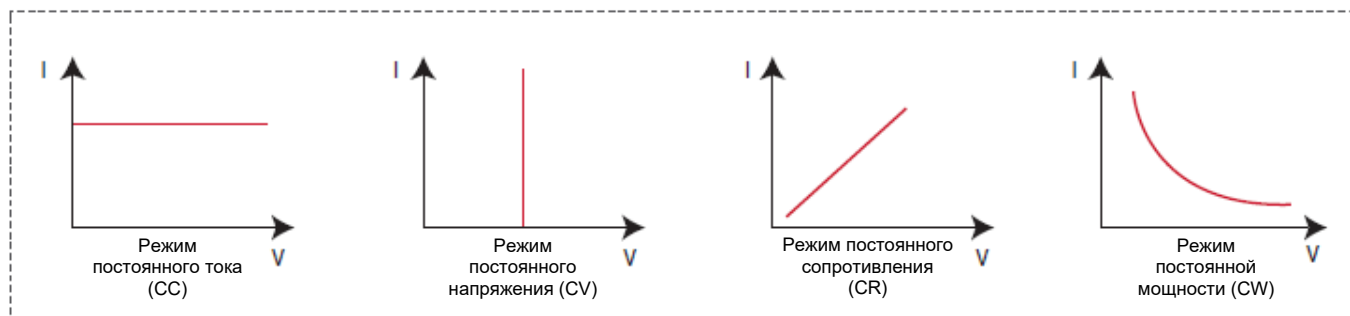 I
V
Режим
постоянного тока
(CC)
I
V
Режим
постоянного
напряжения (CV)
I
V
Режим постоянного
сопротивления
(CR)
I
V
Режим
постоянной
мощности (CW)